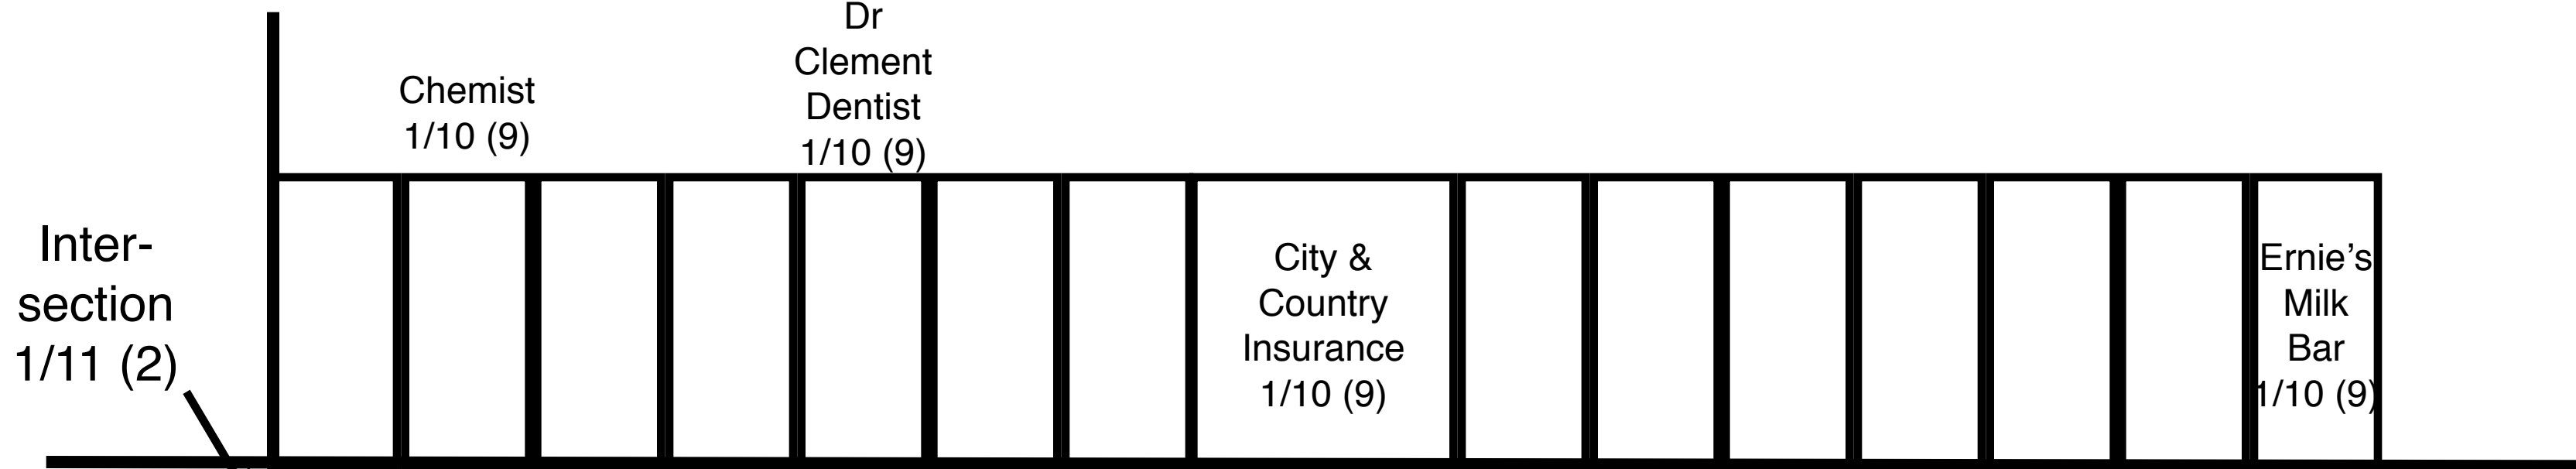 Dr
Clement
Dentist
1/10 (9)
Chemist
1/10 (9)
Inter-
section
1/11 (2)
City &
Country
Insurance
1/10 (9)
Ernie’s
Milk
Bar
1/10 (9)